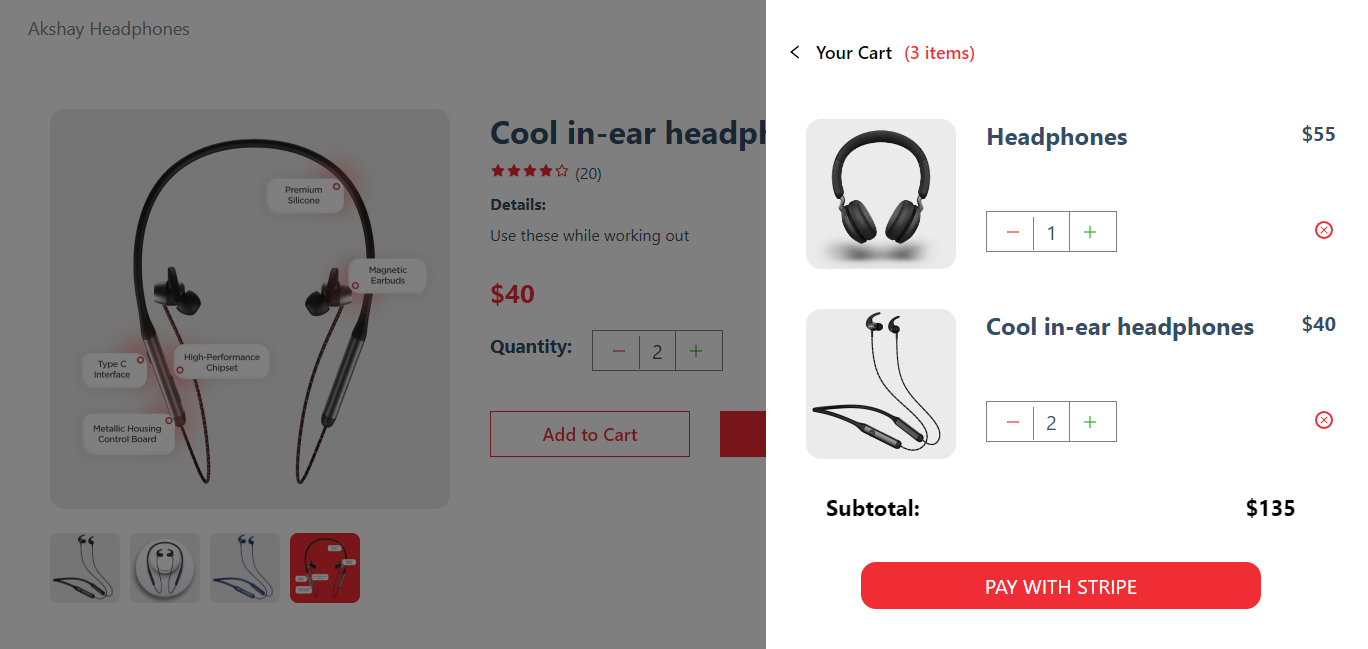 Akshay Headphones
Premium
Silicone
Magnetic
Earbuds
Type C
Interface
High-Performance
Chipset
Metallic Housing
Control Board
Cool in-ear headph
(20)
Details:
Use these while working out
$40
Quantity:
− 2 +
Add to Cart
Your Cart (3 items)
Headphones $55
− 1 +
Cool in-ear headphones $40
− 2 +
Subtotal: $135
PAY WITH STRIPE